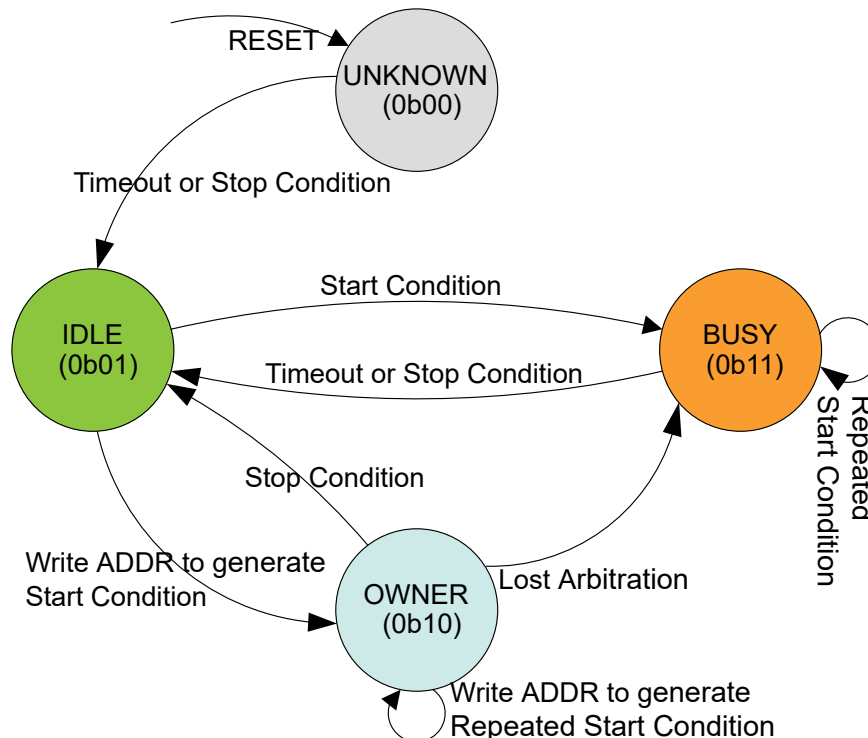 RESET
UNKNOWN
(0b00)
Timeout or Stop Condition
Start Condition
IDLE
(0b01)
BUSY
(0b11)
Timeout or Stop Condition
Repeated
Start Condition
Stop Condition
Write ADDR to generate
Start Condition
Lost Arbitration
OWNER
(0b10)
Write ADDR to generate
Repeated Start Condition